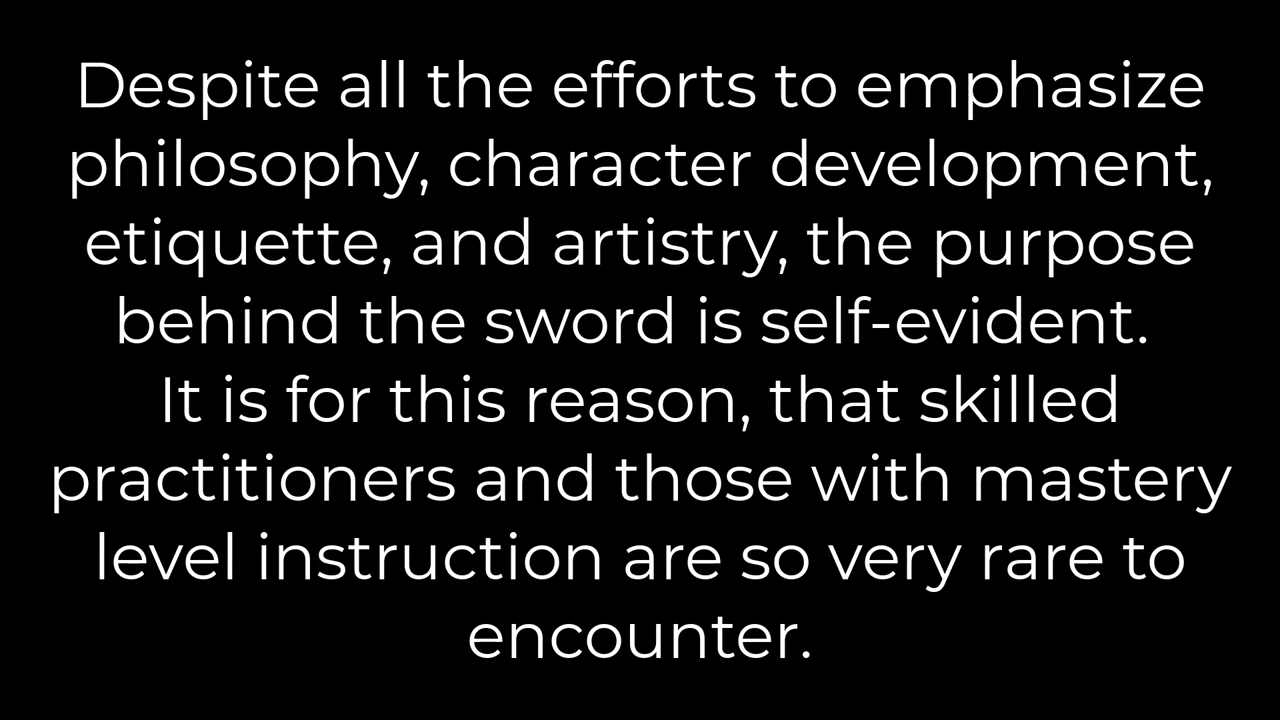 Despite all the efforts to emphasize
philosophy, character development,
etiquette, and artistry, the purpose
behind the sword is self-evident.
It is for this reason, that skilled
practitioners and those with mastery
level instruction are so very rare to
encounter.